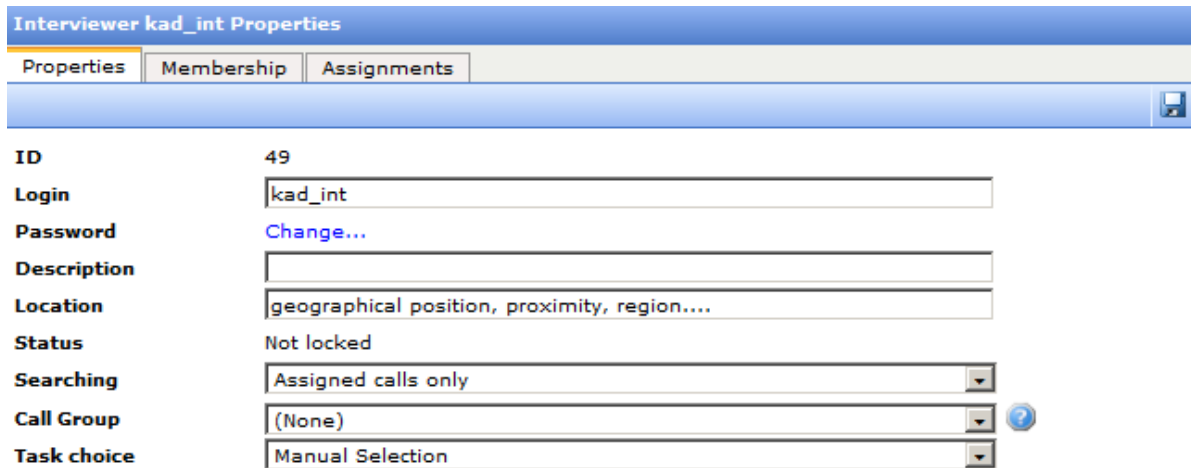 Interviewer kad_int Properties
Properties Membership Assignments
ID 49
Login kad_int
Password Change...
Description
Location geographical position, proximity, region....
Status Not locked
Searching Assigned calls only
Call Group (None)
Task choice Manual Selection